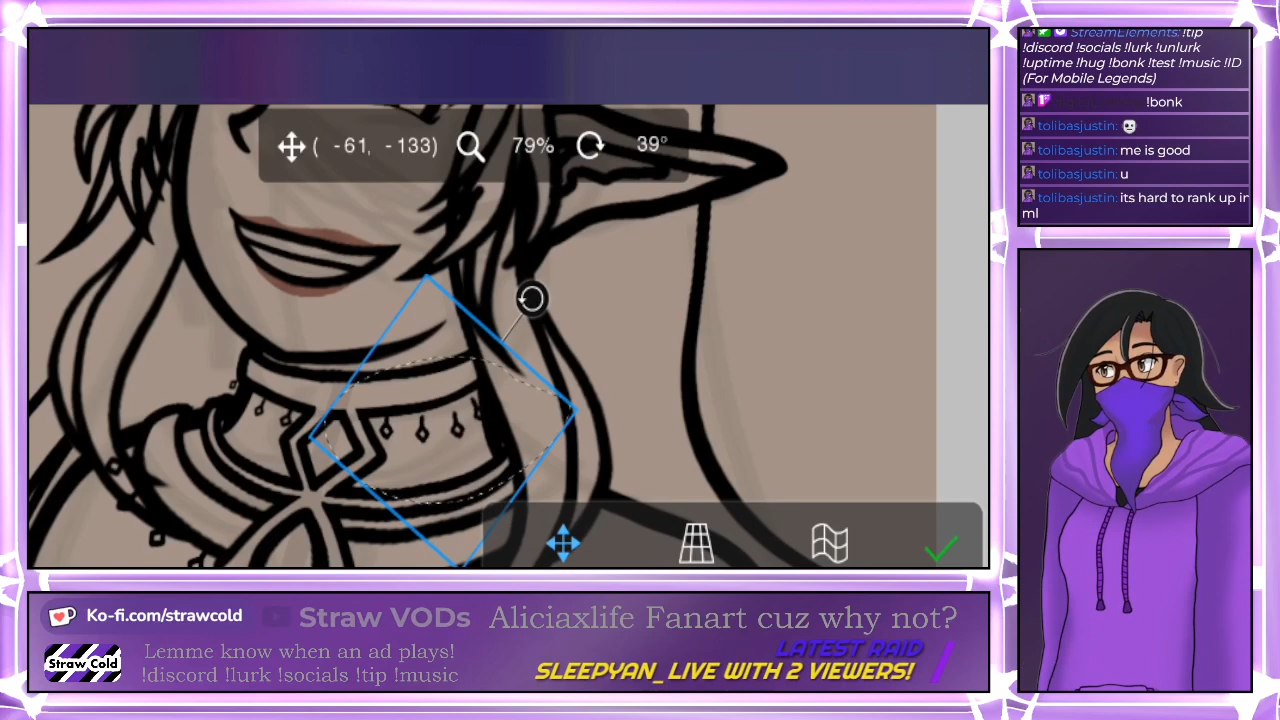 StreamElements: !tip
!discord !socials !lurk !unlurk
!uptime !hug !bonk !test !music !ID
(For Mobile Legends)
!bonk
tolibasjustin:
tolibasjustin: me is good
tolibasjustin: u
tolibasjustin: its hard to rank up in
ml
( -61, -133) 79% 39°
Ko-fi.com/strawcold
Straw VODs
Aliciaxlife Fanart cuz why not?
Straw Cold
Lemme know when an ad plays!
!discord !lurk !socials !tip !music
LATEST RAID
SLEEPYAN_LIVE WITH 2 VIEWERS!